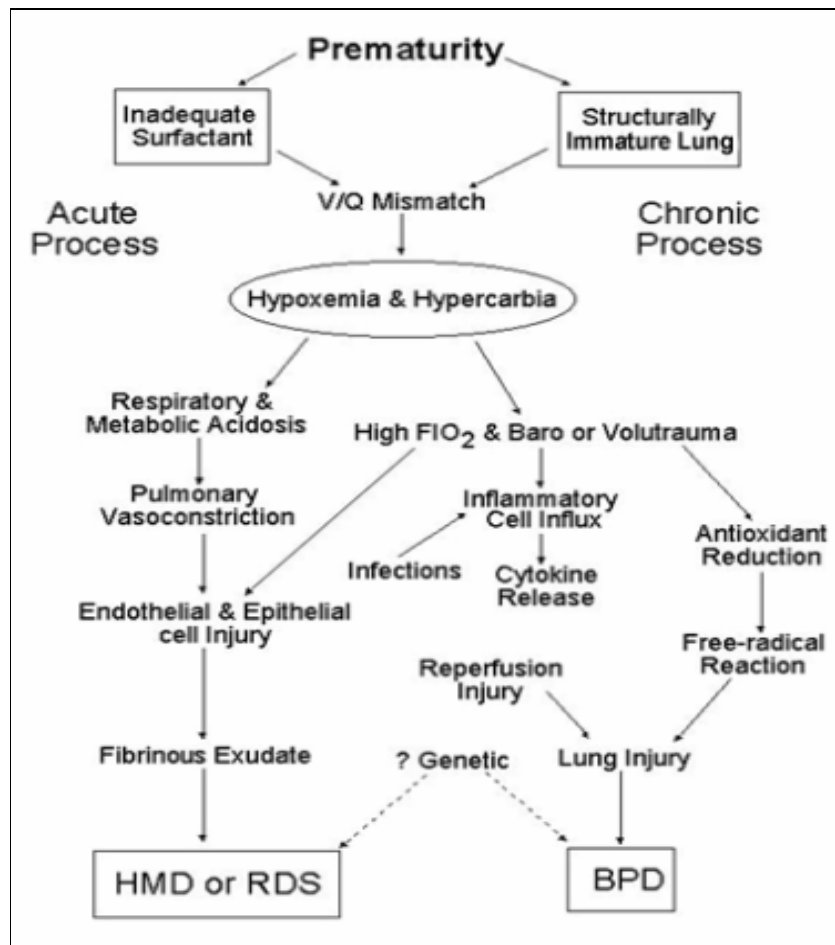 Prematurity
Inadequate
Surfactant
Structurally
Immature Lung
V/Q Mismatch
Acute
Process
Chronic
Process
Hypoxemia & Hypercarbia
Respiratory &
Metabolic Acidosis
High FIO2 & Baro or Volutrauma
Pulmonary
Vasoconstriction
Inflammatory
Cell Influx
Antioxidant
Reduction
Infections
Cytokine
Release
Endothelial & Epithelial
cell Injury
Free-radical
Reaction
Reperfusion
Injury
Fibrinous Exudate
? Genetic
Lung Injury
HMD or RDS
BPD